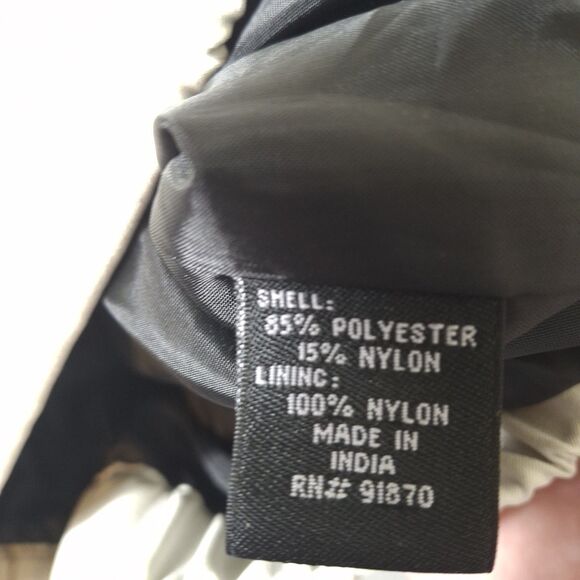 SHELL:
85% POLYESTER
15% NYLON
LINING:
100% NYLON
MADE IN
INDIA
RN# 91870